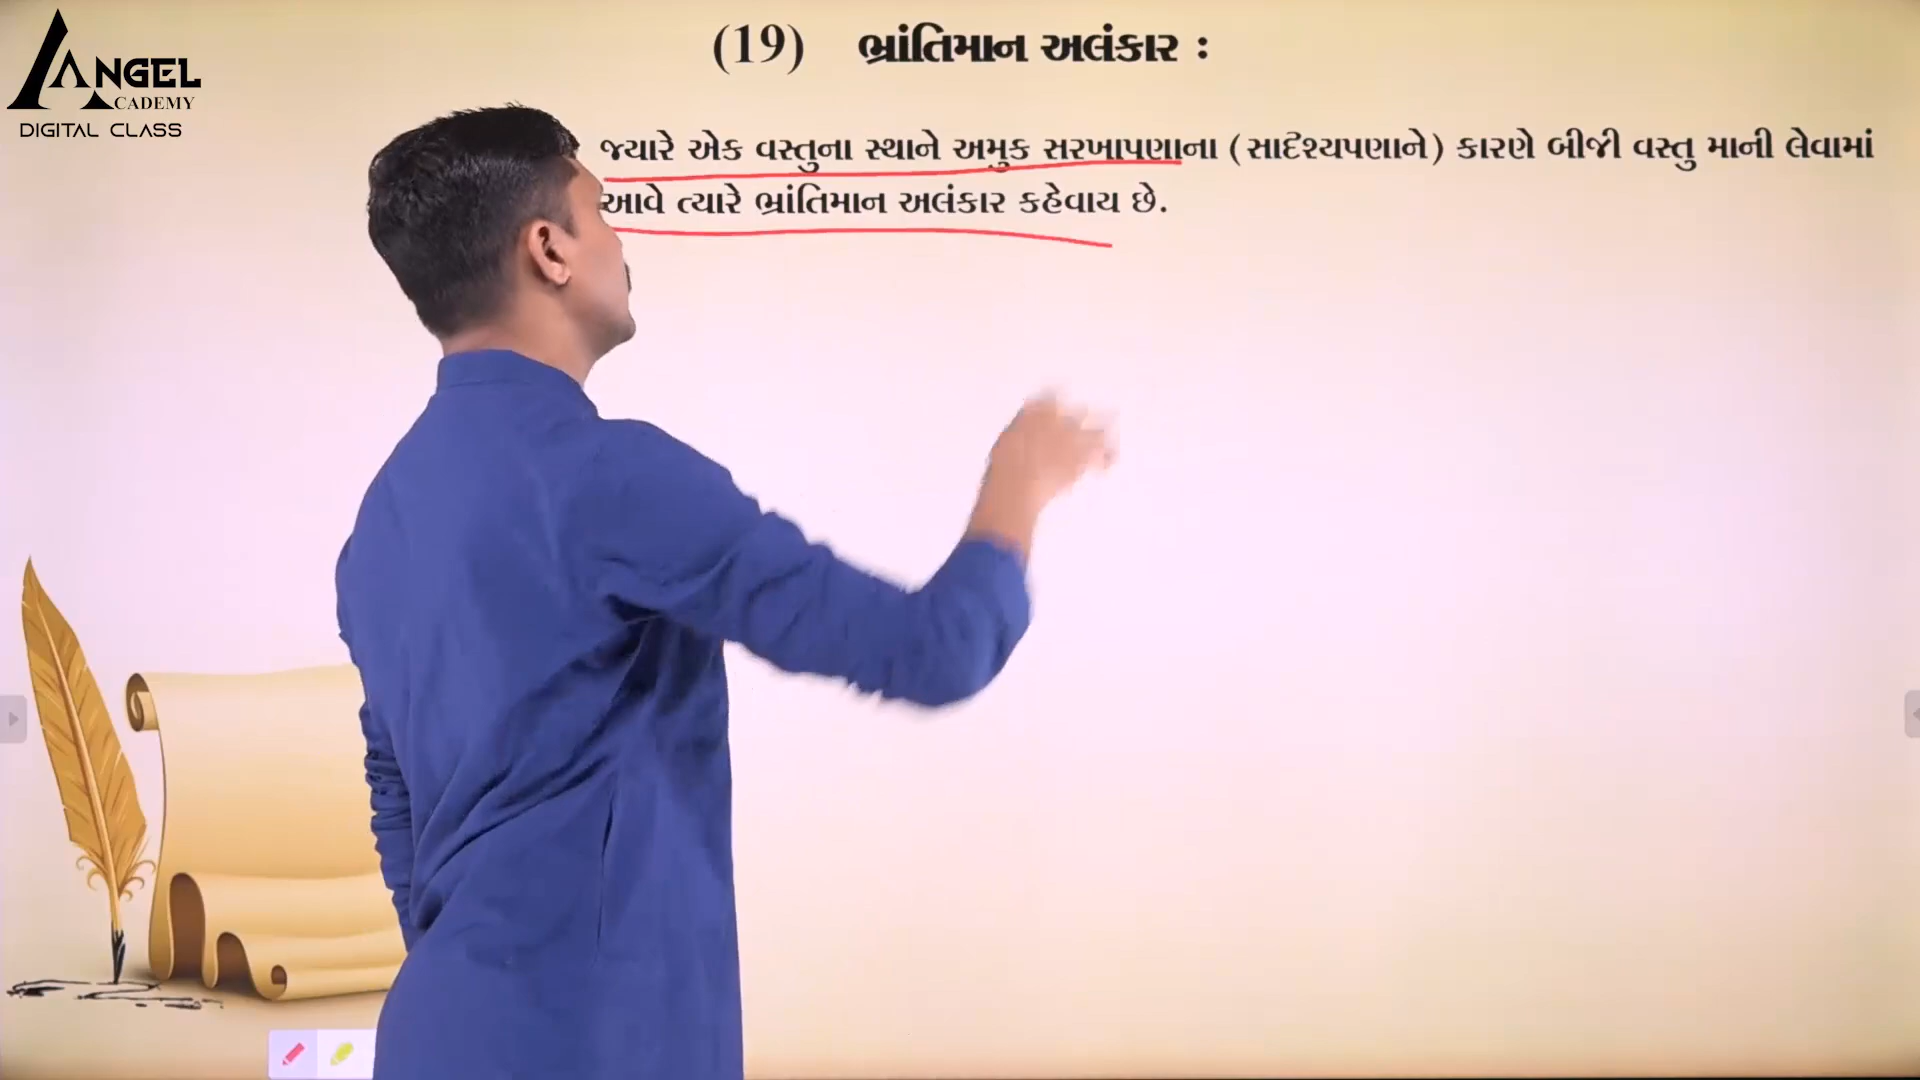 ANGEL
ACADEMY
DIGITAL CLASS
(19) ભ્રાંતિમાન અલંકાર :
જ્યારે એક વસ્તુના સ્થાને અમુક સરખાપણાના (સાદૃશ્યપણાને) કારણે બીજી વસ્તુ માની લેવામાં
આવે ત્યારે ભ્રાંતિમાન અલંકાર કહેવાય છે.